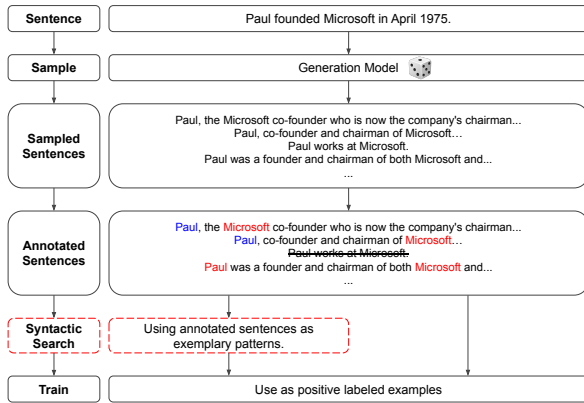 Sentence
Paul founded Microsoft in April 1975.
Sample
Generation Model
Sampled
Sentences
Paul, the Microsoft co-founder who is now the company's chairman...
Paul, co-founder and chairman of Microsoft...
Paul works at Microsoft.
Paul was a founder and chairman of both Microsoft and...
...
Annotated
Sentences
Paul, the Microsoft co-founder who is now the company's chairman...
Paul, co-founder and chairman of Microsoft...
Paul works at Microsoft.
Paul was a founder and chairman of both Microsoft and...
...
Syntactic
Search
Using annotated sentences as
exemplary patterns.
Train
Use as positive labeled examples